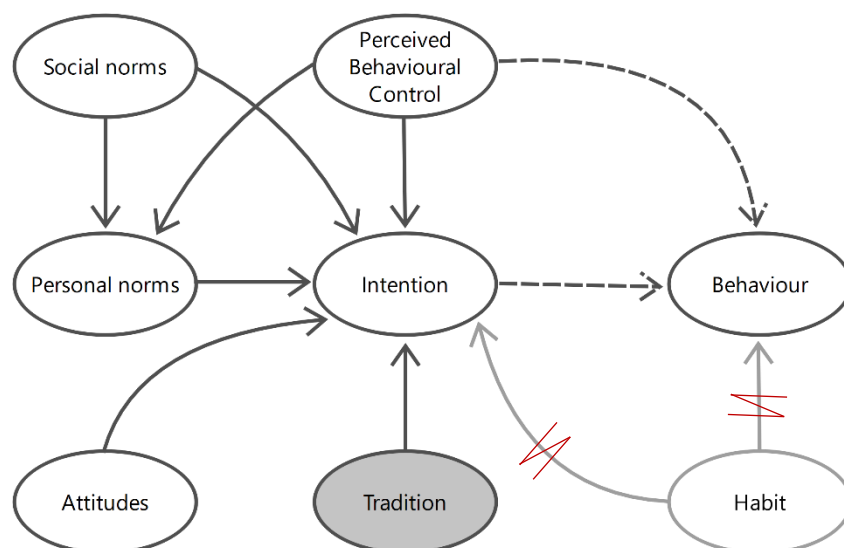 Social norms
Perceived
Behavioural
Control
Personal norms
Intention
Behaviour
Attitudes
Tradition
Habit